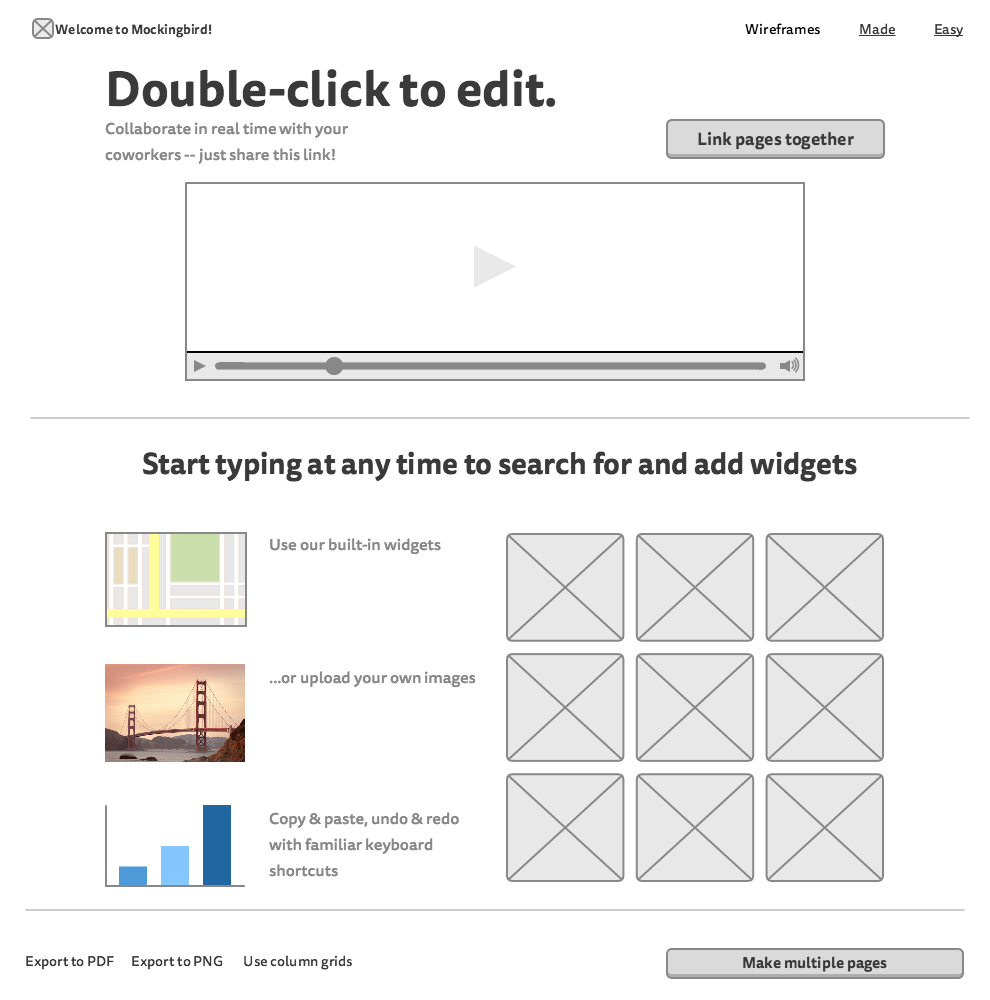 Welcome to Mockingbird!
Wireframes Made Easy
Double-click to edit.
Collaborate in real time with your
coworkers -- just share this link!
Link pages together
Start typing at any time to search for and add widgets
Use our built-in widgets
...or upload your own images
Copy & paste, undo & redo
with familiar keyboard
shortcuts
Export to PDF Export to PNG Use column grids
Make multiple pages